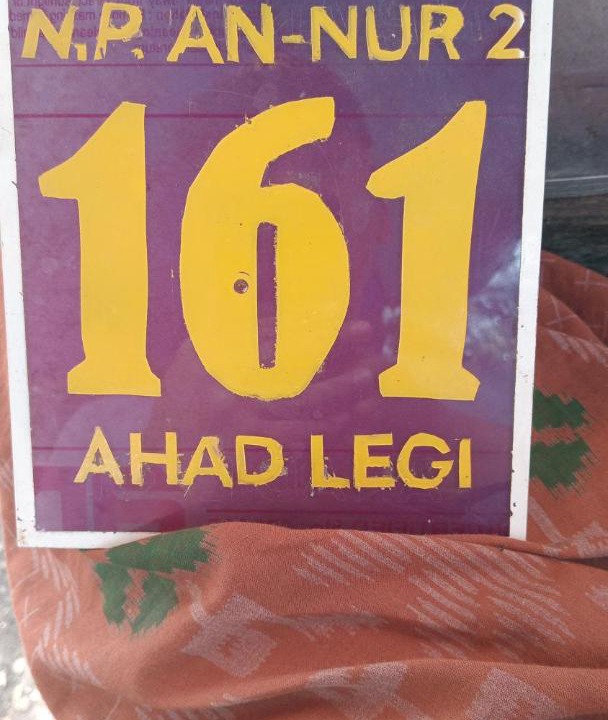 N.P. AN-NUR 2
161
AHAD LEGI